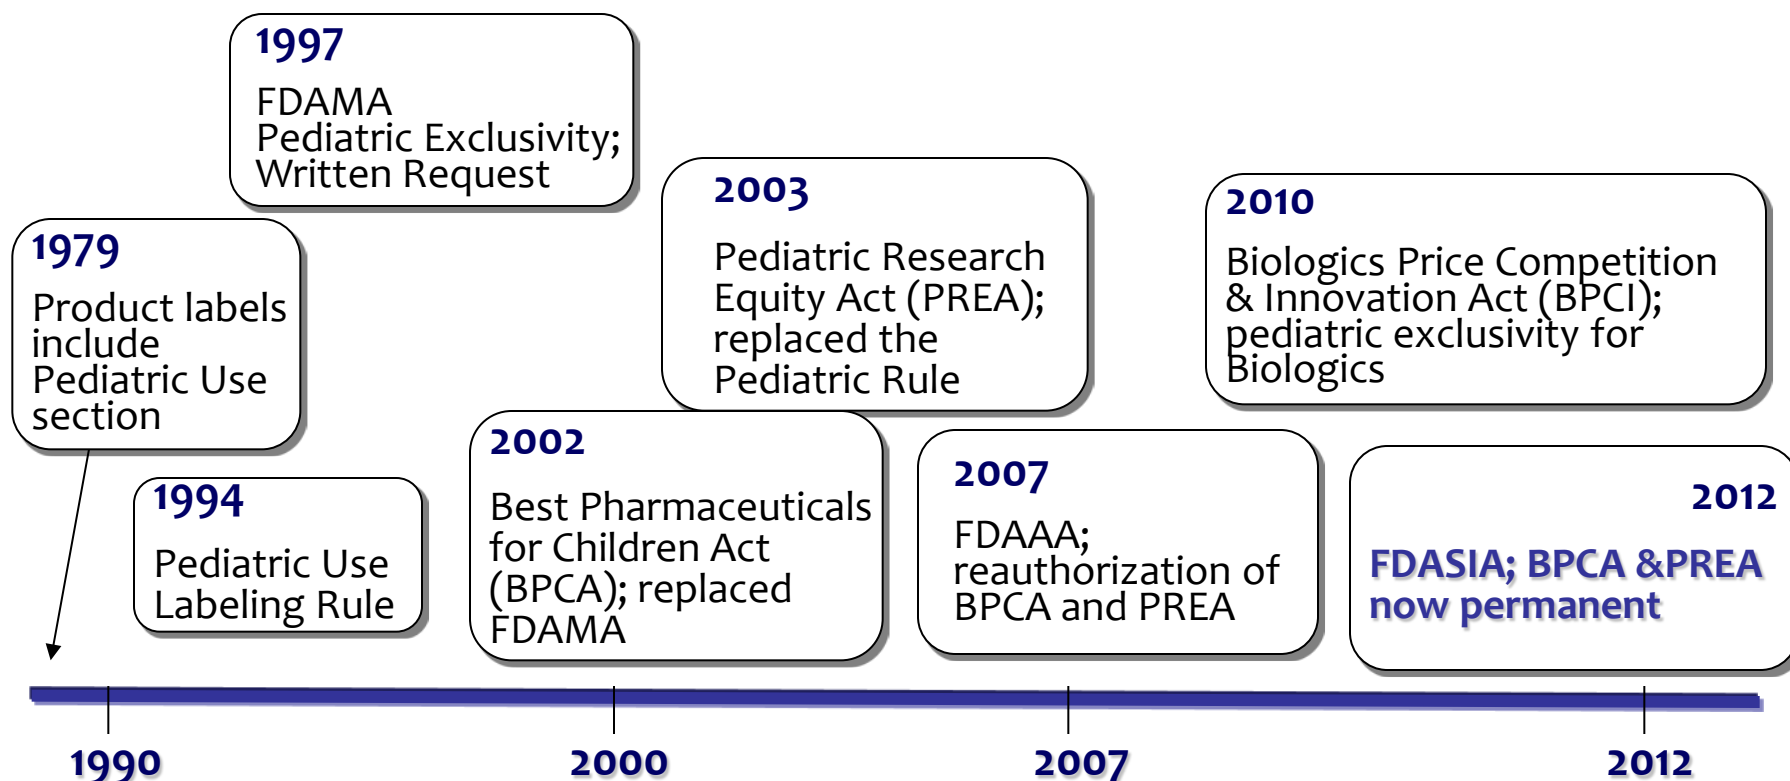 1997
FDAMA
Pediatric Exclusivity;
Written Request
1979
Product labels
include
Pediatric Use
section
1994
Pediatric Use
Labeling Rule
2003
Pediatric Research
Equity Act (PREA);
replaced the
Pediatric Rule
2002
Best Pharmaceuticals
for Children Act
(BPCA); replaced
FDAMA
2010
Biologics Price Competition
& Innovation Act (BPCI);
pediatric exclusivity for
Biologics
2007
FDAAA;
reauthorization of
BPCA and PREA
2012
FDASIA; BPCA &PREA
now permanent
1990
2000
2007
2012